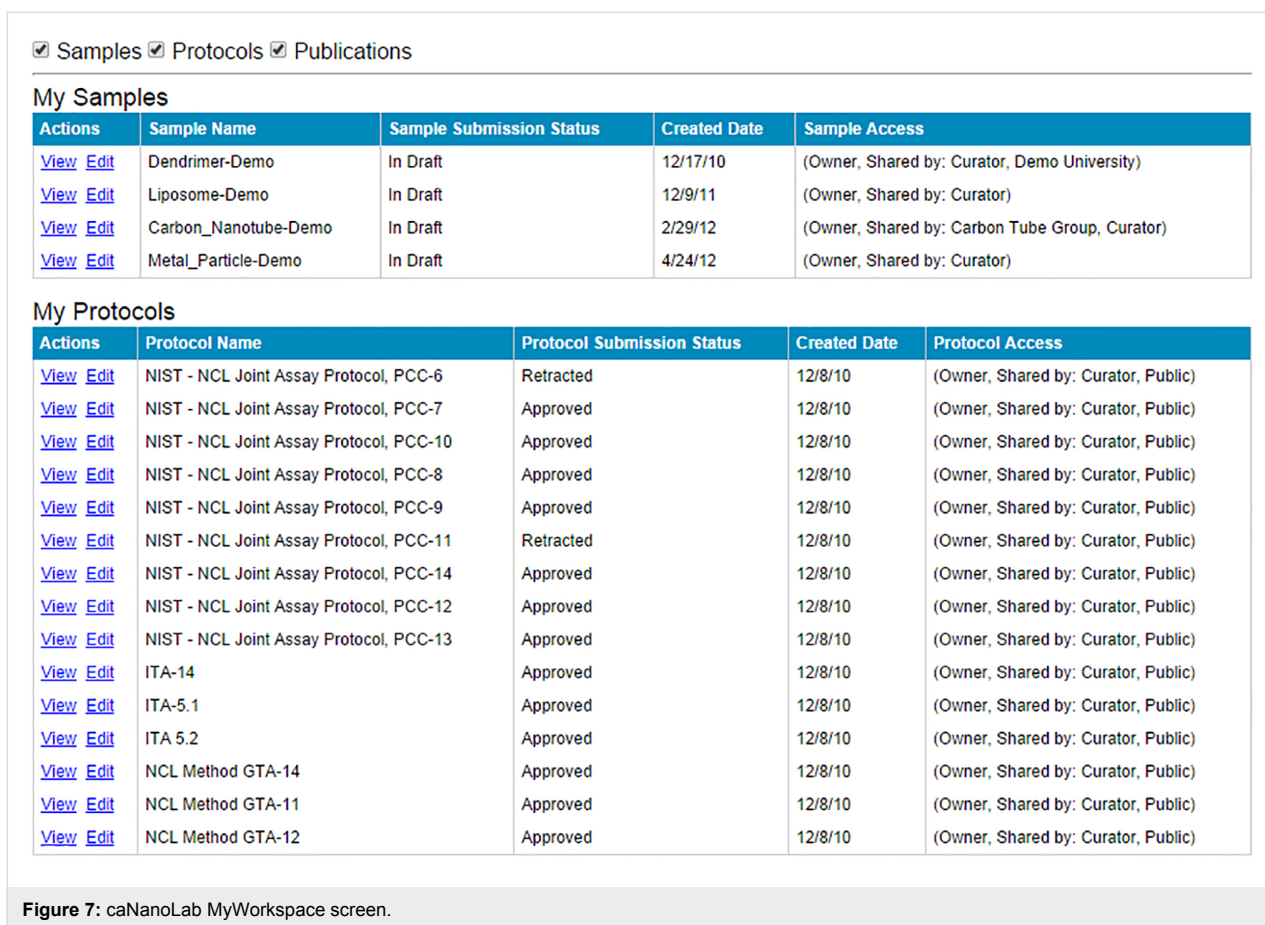 Samples Protocols Publications
My Samples
Actions Sample Name Sample Submission Status Created Date Sample Access
View Edit Dendrimer-Demo In Draft 12/17/10 (Owner, Shared by: Curator, Demo University)
View Edit Liposome-Demo In Draft 12/9/11 (Owner, Shared by: Curator)
View Edit Carbon_Nanotube-Demo In Draft 2/29/12 (Owner, Shared by: Carbon Tube Group, Curator)
View Edit Metal_Particle-Demo In Draft 4/24/12 (Owner, Shared by: Curator)
My Protocols
Actions Protocol Name Protocol Submission Status Created Date Protocol Access
View Edit NIST - NCL Joint Assay Protocol, PCC-6 Retracted 12/8/10 (Owner, Shared by: Curator, Public)
View Edit NIST - NCL Joint Assay Protocol, PCC-7 Approved 12/8/10 (Owner, Shared by: Curator, Public)
View Edit NIST - NCL Joint Assay Protocol, PCC-10 Approved 12/8/10 (Owner, Shared by: Curator, Public)
View Edit NIST - NCL Joint Assay Protocol, PCC-8 Approved 12/8/10 (Owner, Shared by: Curator, Public)
View Edit NIST - NCL Joint Assay Protocol, PCC-9 Approved 12/8/10 (Owner, Shared by: Curator, Public)
View Edit NIST - NCL Joint Assay Protocol, PCC-11 Retracted 12/8/10 (Owner, Shared by: Curator, Public)
View Edit NIST - NCL Joint Assay Protocol, PCC-14 Approved 12/8/10 (Owner, Shared by: Curator, Public)
View Edit NIST - NCL Joint Assay Protocol, PCC-12 Approved 12/8/10 (Owner, Shared by: Curator, Public)
View Edit NIST - NCL Joint Assay Protocol, PCC-13 Approved 12/8/10 (Owner, Shared by: Curator, Public)
View Edit ITA-14 Approved 12/8/10 (Owner, Shared by: Curator, Public)
View Edit ITA-5.1 Approved 12/8/10 (Owner, Shared by: Curator, Public)
View Edit ITA 5.2 Approved 12/8/10 (Owner, Shared by: Curator, Public)
View Edit NCL Method GTA-14 Approved 12/8/10 (Owner, Shared by: Curator, Public)
View Edit NCL Method GTA-11 Approved 12/8/10 (Owner, Shared by: Curator, Public)
View Edit NCL Method GTA-12 Approved 12/8/10 (Owner, Shared by: Curator, Public)
Figure 7: caNanoLab MyWorkspace screen.